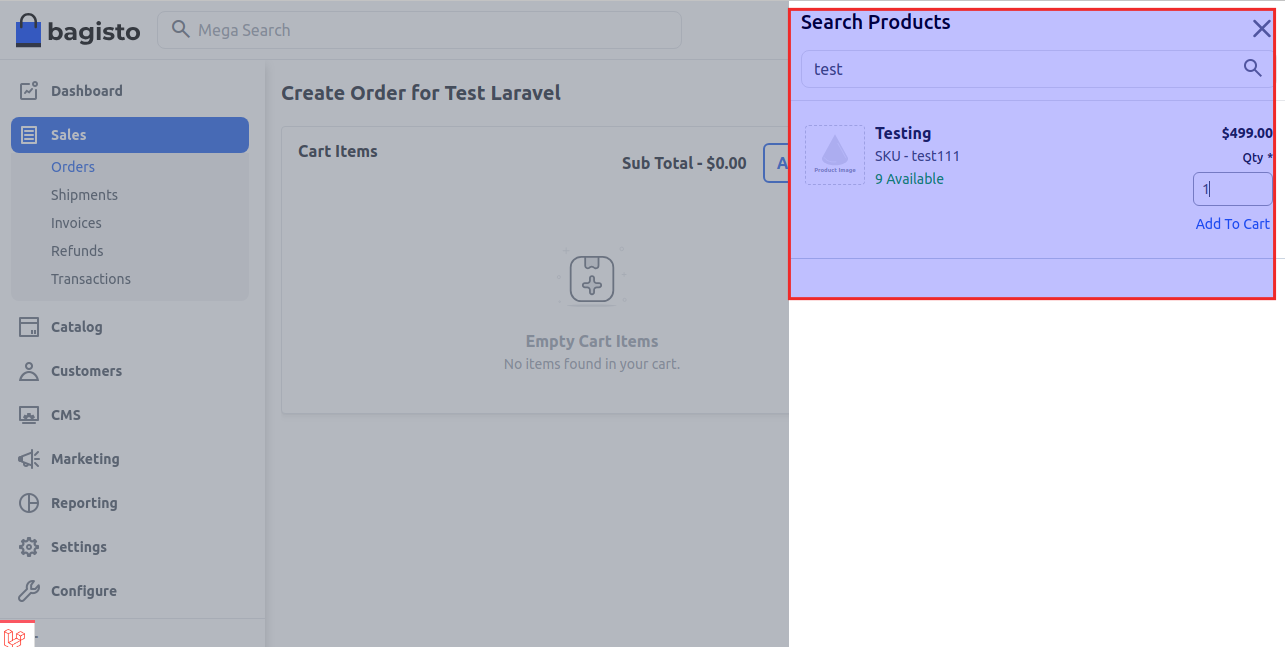 bagisto
Mega Search
Dashboard
Sales
Orders
Shipments
Invoices
Refunds
Transactions
Catalog
Customers
CMS
Marketing
Reporting
Settings
Configure
Create Order for Test Laravel
Cart Items
Sub Total - $0.00
A
Empty Cart Items
No items found in your cart.
Search Products
test
Product Image
Testing
SKU - test111
9 Available
$499.00
Qty *
1
Add To Cart